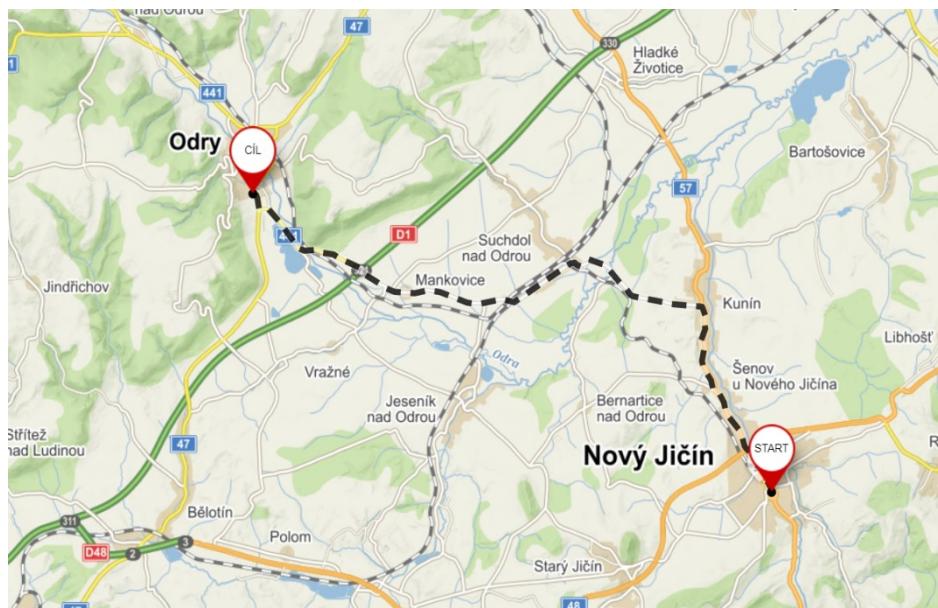 nad Odrou
47
441
330
Hladké
Životice
Odry
CÍL
Bartošovice
57
D1
Suchdol
nad Odrou
Mankovice
Jindřichov
Kunín
Libhošť
Odra
Vražné
Šenov
u Nového Jičína
Jeseník
nad Odrou
Bernartice
nad Odrou
Střítež
nad Ludinou
47
Nový Jičín
START
Bělotín
311
D48
2
3
Polom
Starý Jičín
48